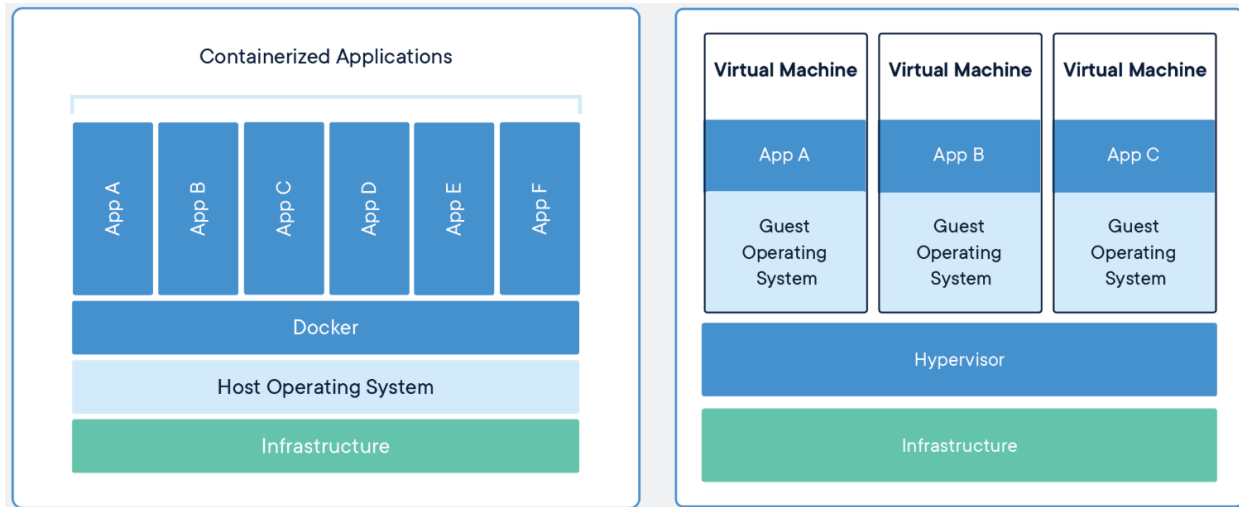 Containerized Applications
App A
App B
App C
App D
App E
App F
Docker
Host Operating System
Infrastructure
Virtual Machine
App A
Guest
Operating
System
Virtual Machine
App B
Guest
Operating
System
Virtual Machine
App C
Guest
Operating
System
Hypervisor
Infrastructure